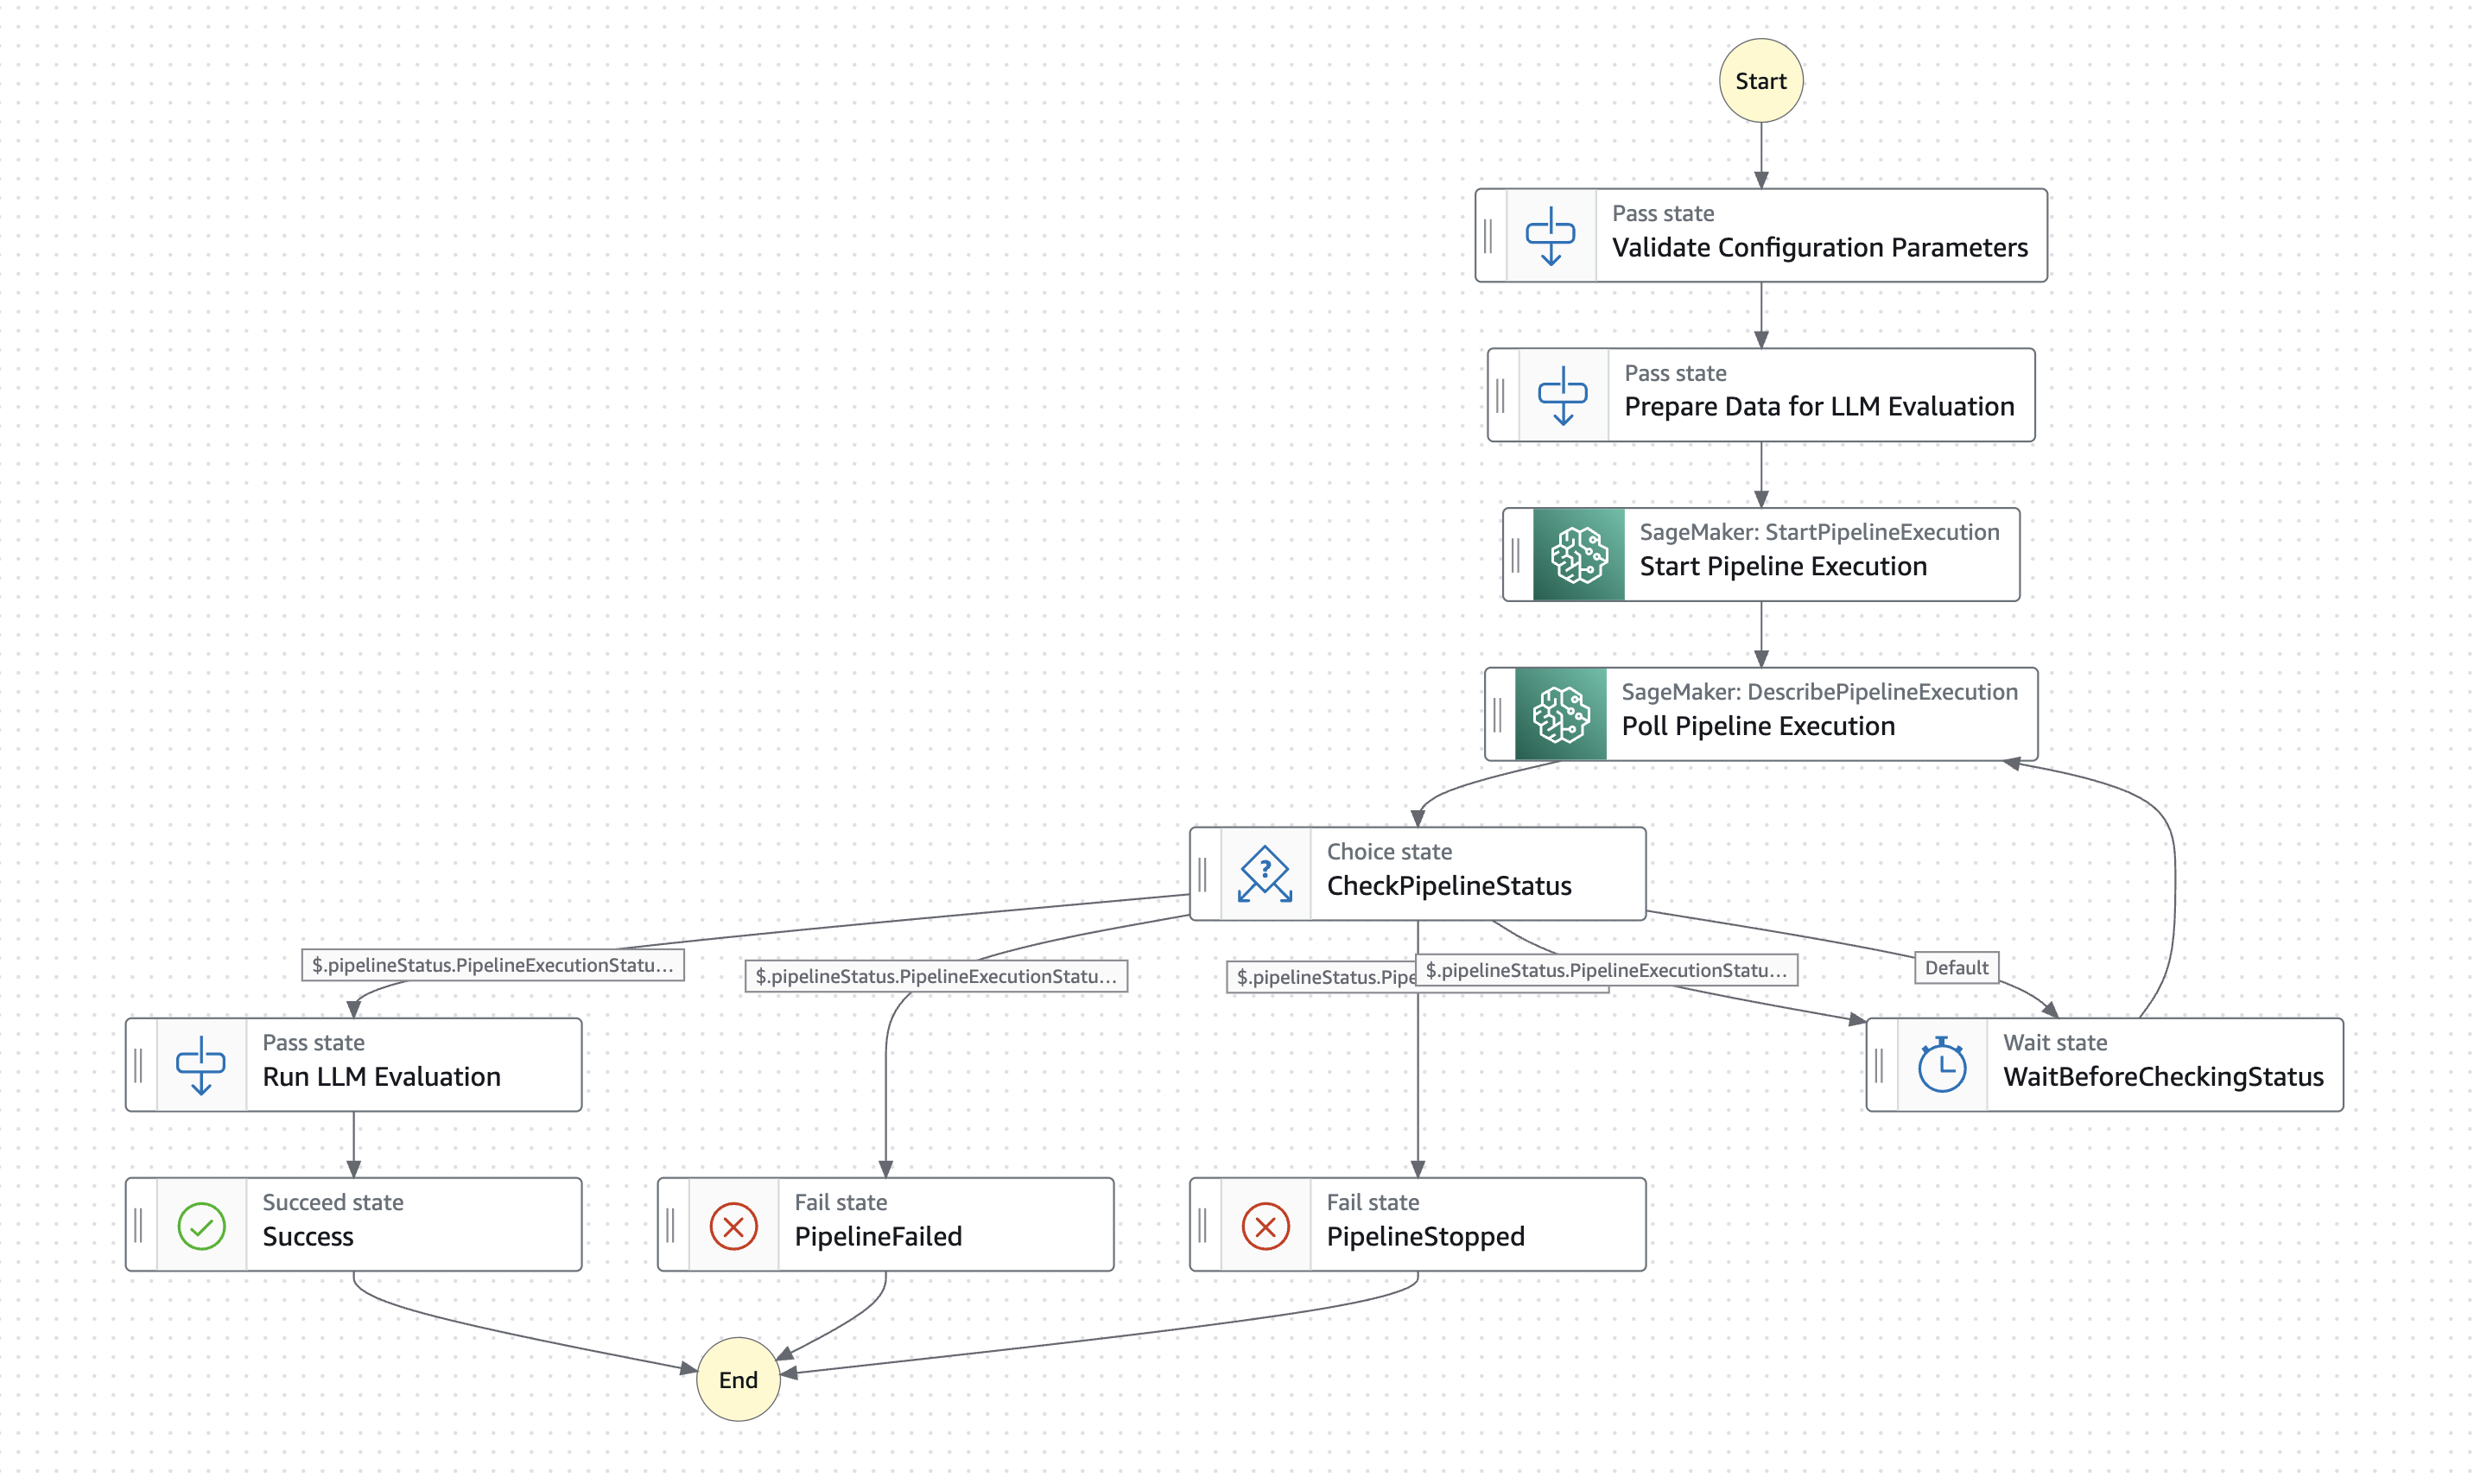 Start
Pass state
Validate Configuration Parameters
Pass state
Prepare Data for LLM Evaluation
SageMaker: StartPipelineExecution
Start Pipeline Execution
SageMaker: DescribePipelineExecution
Poll Pipeline Execution
Choice state
CheckPipelineStatus
$.pipelineStatus.PipelineExecutionStatu...
$.pipelineStatus.PipelineExecutionStatu...
$.pipelineStatus.Pipe
$.pipelineStatus.PipelineExecutionStatu...
Default
Pass state
Run LLM Evaluation
Wait state
WaitBeforeCheckingStatus
Succeed state
Success
Fail state
PipelineFailed
Fail state
PipelineStopped
End